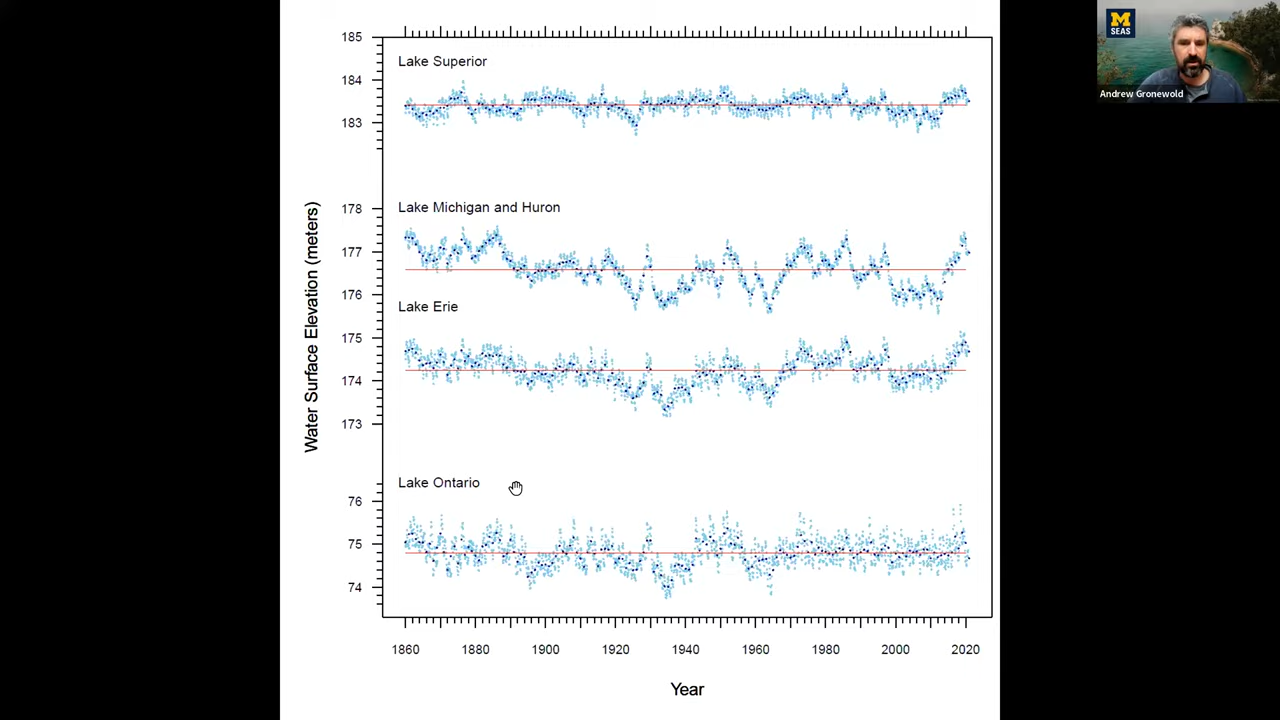 185
Lake Superior
184
183
178
Lake Michigan and Huron
177
176
Lake Erie
175
174
173
Lake Ontario
76
75
74
1860 1880 1900 1920 1940 1960 1980 2000 2020
Year
Water Surface Elevation (meters)
M
SEAS
Andrew Gronewold